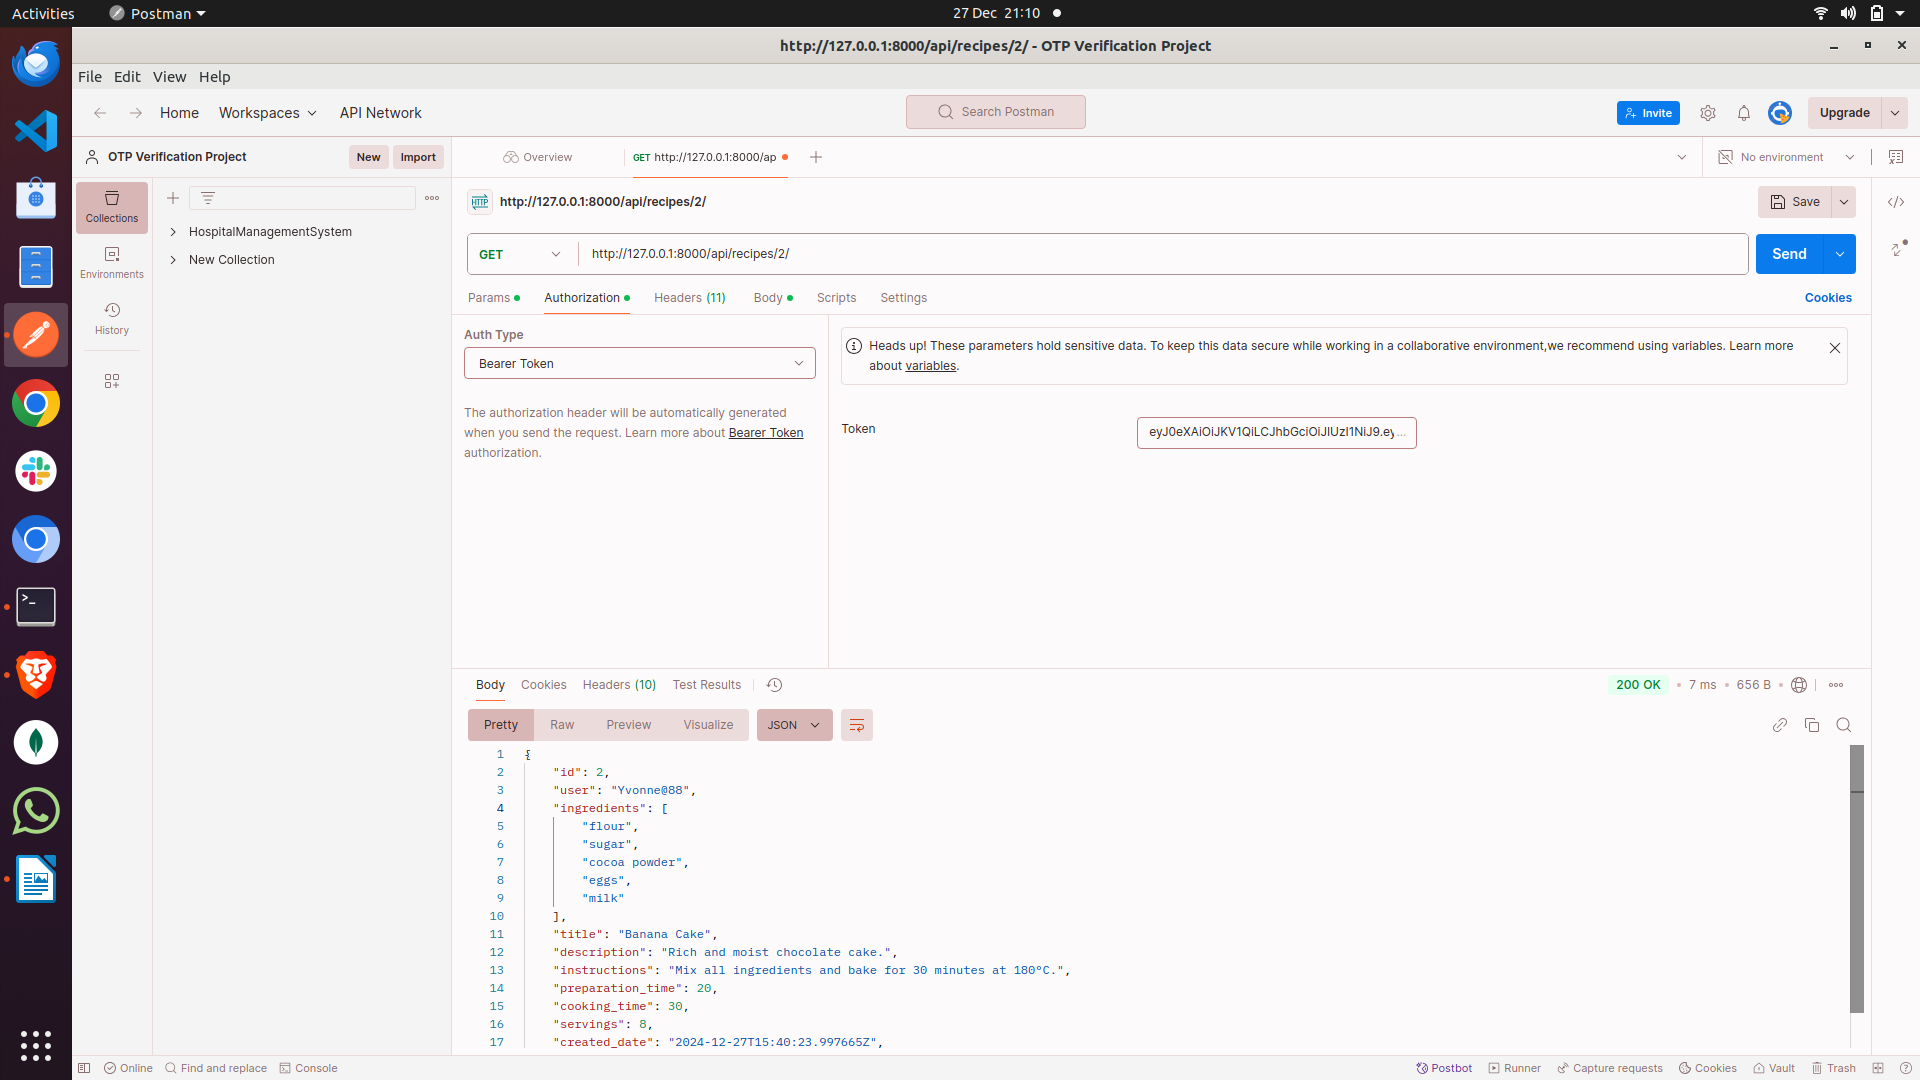 Activities
Postman
27 Dec 21:10
http://127.0.0.1:8000/api/recipes/2/ - OTP Verification Project
File Edit View Help
Home Workspaces API Network
Search Postman
Invite
Upgrade
OTP Verification Project
New Import
Overview
GET http://127.0.0.1:8000/ap
No environment
Collections
Environments
History
HospitalManagementSystem
New Collection
HTTP http://127.0.0.1:8000/api/recipes/2/
Save
GET http://127.0.0.1:8000/api/recipes/2/
Send
Params Authorization Headers (11) Body Scripts Settings
Cookies
Auth Type
Bearer Token
The authorization header will be automatically generated
when you send the request. Learn more about Bearer Token
authorization.
Heads up! These parameters hold sensitive data. To keep this data secure while working in a collaborative environment,we recommend using variables. Learn more
about variables.
Token
eyJ0eXAiOiJKV1QiLCJhbGciOiJIUzI1NiJ9.ey...
Body Cookies Headers (10) Test Results
200 OK • 7 ms • 656 B •
Pretty Raw Preview Visualize JSON
1 {
2 "id": 2,
3 "user": "Yvonne@88",
4 "ingredients": [
5 "flour",
6 "sugar",
7 "cocoa powder",
8 "eggs",
9 "milk"
10 ],
11 "title": "Banana Cake",
12 "description": "Rich and moist chocolate cake.",
13 "instructions": "Mix all ingredients and bake for 30 minutes at 180°C.",
14 "preparation_time": 20,
15 "cooking_time": 30,
16 "servings": 8,
17 "created_date": "2024-12-27T15:40:23.997665Z",
Online Find and replace Console
Postbot Runner Capture requests Cookies Vault Trash